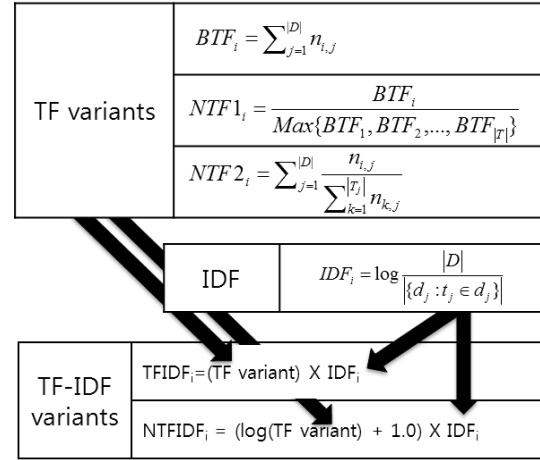 TF variants
BTF_i = ∑_{j=1}^{|D|} n_{i,j}
NTF1_i = BTF_i / Max{BTF_1, BTF_2, ..., BTF_{|T|}}
NTF2_i = ∑_{j=1}^{|D|} n_{i,j} / ∑_{k=1}^{|T_j|} n_{k,j}
IDF
IDF_i = log |D| / |{d_j : t_j ∈ d_j}|
TF-IDF
variants
TFIDF_i=(TF variant) X IDF_i
NTFIDF_i = (log(TF variant) + 1.0) X IDF_i